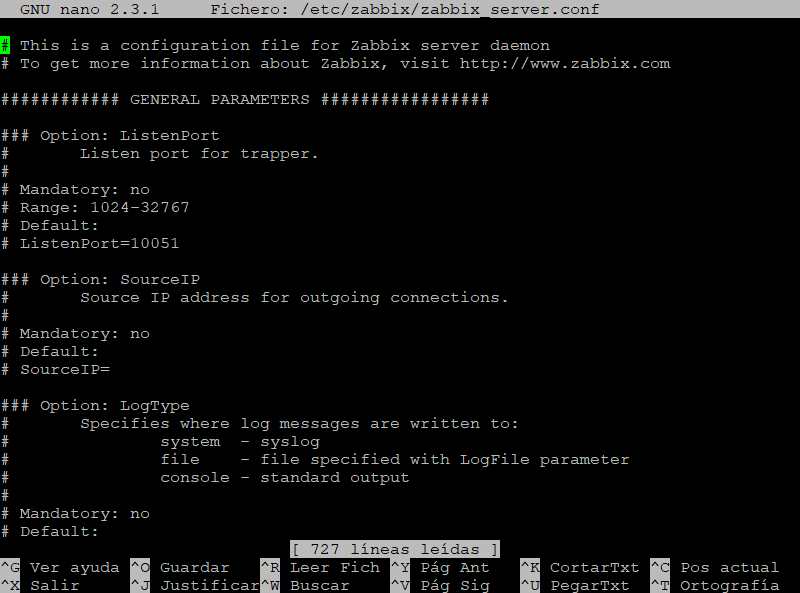 GNU nano 2.3.1     Fichero: /etc/zabbix/zabbix_server.conf
# This is a configuration file for Zabbix server daemon
# To get more information about Zabbix, visit http://www.zabbix.com
############ GENERAL PARAMETERS #################
### Option: ListenPort
#       Listen port for trapper.
#
# Mandatory: no
# Range: 1024-32767
# Default:
# ListenPort=10051
### Option: SourceIP
#       Source IP address for outgoing connections.
#
# Mandatory: no
# Default:
# SourceIP=
### Option: LogType
#       Specifies where log messages are written to:
#               system  - syslog
#               file    - file specified with LogFile parameter
#               console - standard output
#
# Mandatory: no
# Default:
[ 727 líneas leídas ]
^G Ver ayuda ^O Guardar    ^R Leer Fich ^Y Pág Ant   ^K CortarTxt ^C Pos actual
^X Salir     ^J Justificar ^W Buscar    ^V Pág Sig   ^U PegarTxt  ^T Ortografía